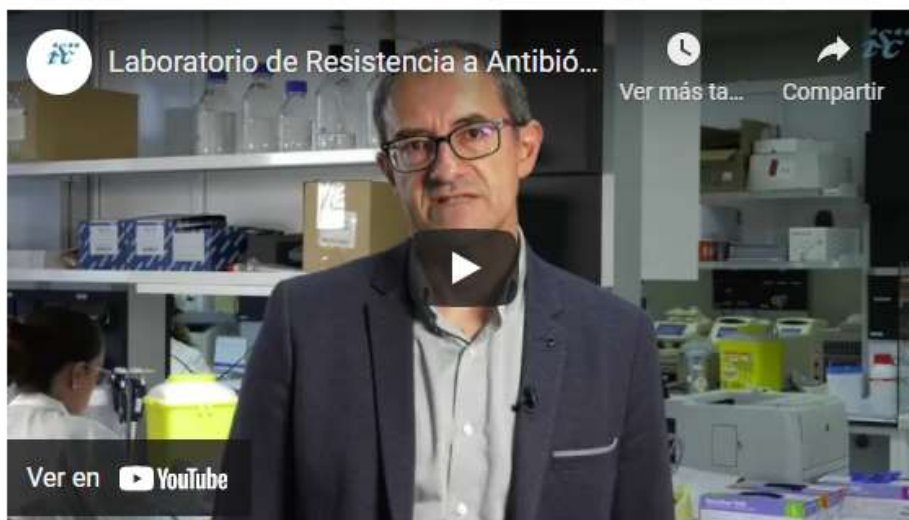 Laboratorio de Resistencia a Antibió...
Ver más ta...
Compartir
Ver en YouTube